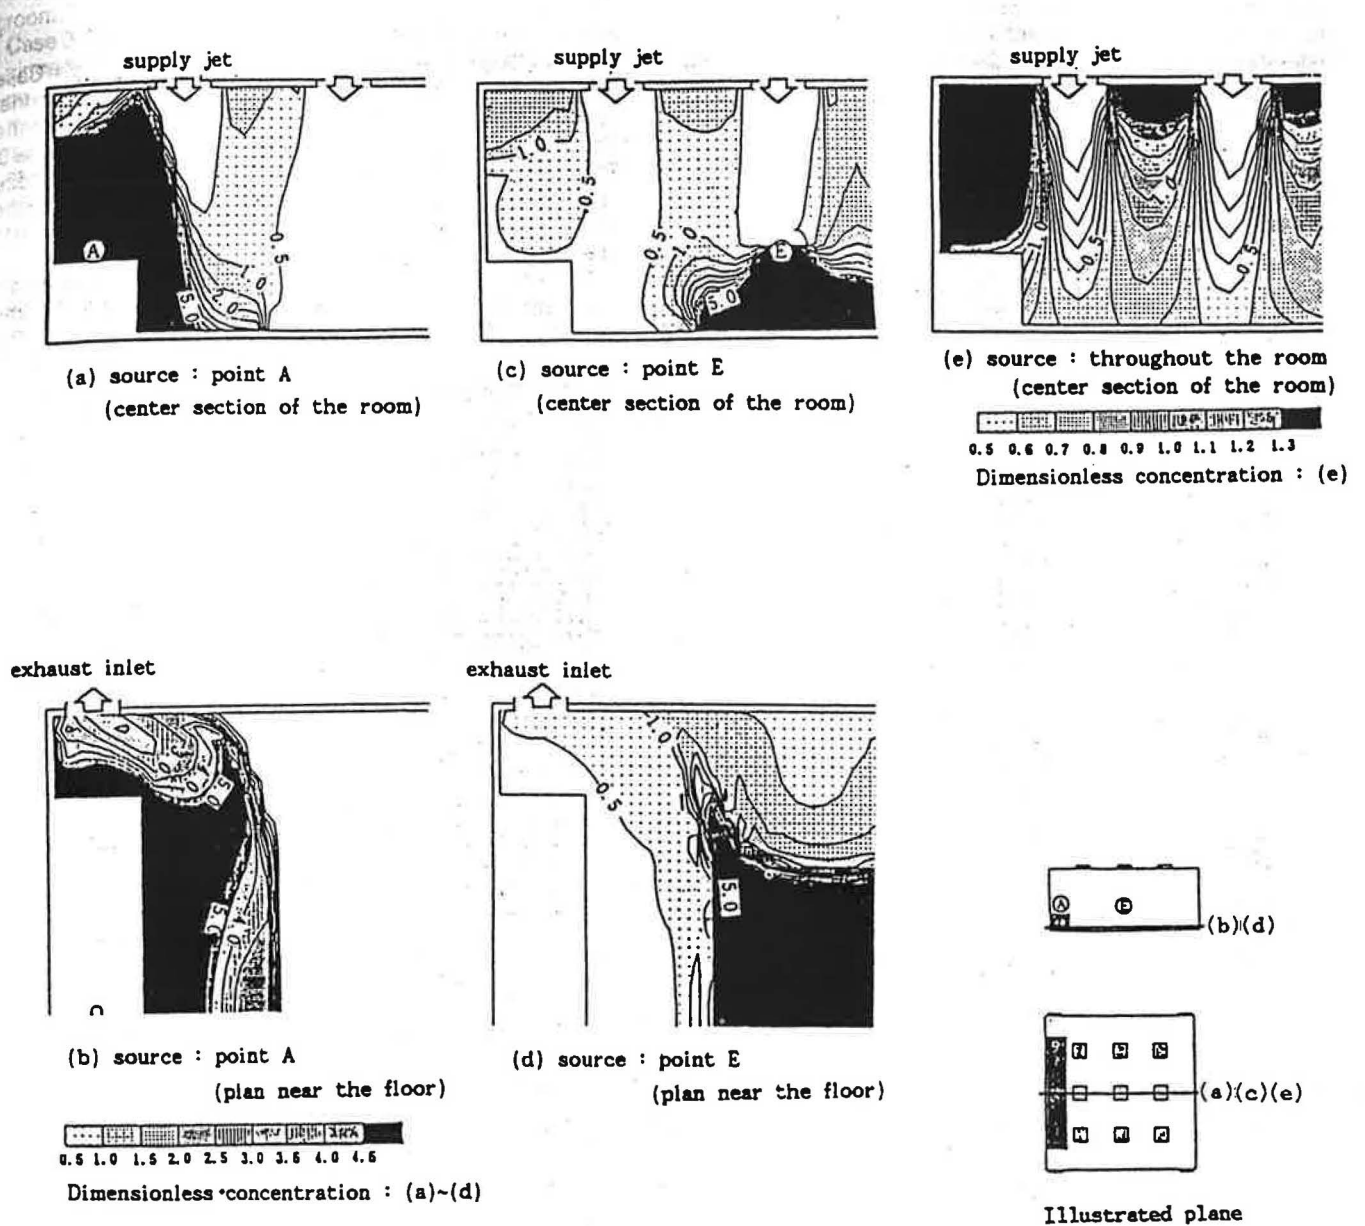 room.
Case
supply jet
supply jet
supply jet
1.0
0.5
A
0.5
1.0
2.0
5.0
0.5
1.0
E
5.0
1.0
0.5
0.5
(a) source : point A
(center section of the room)
(c) source : point E
(center section of the room)
(e) source : throughout the room
(center section of the room)
0.5 0.6 0.7 0.8 0.9 1.0 1.1 1.2 1.3
Dimensionless concentration : (e)
exhaust inlet
exhaust inlet
5.0
5.0
4.0
1.0
0.5
5.0
A
E
(b) (d)
(b) source : point A
(plan near the floor)
(d) source : point E
(plan near the floor)
(a) (c) (e)
0.5 1.0 1.5 2.0 2.5 3.0 3.5 4.0 4.5
Dimensionless concentration : (a)~(d)
Illustrated plane